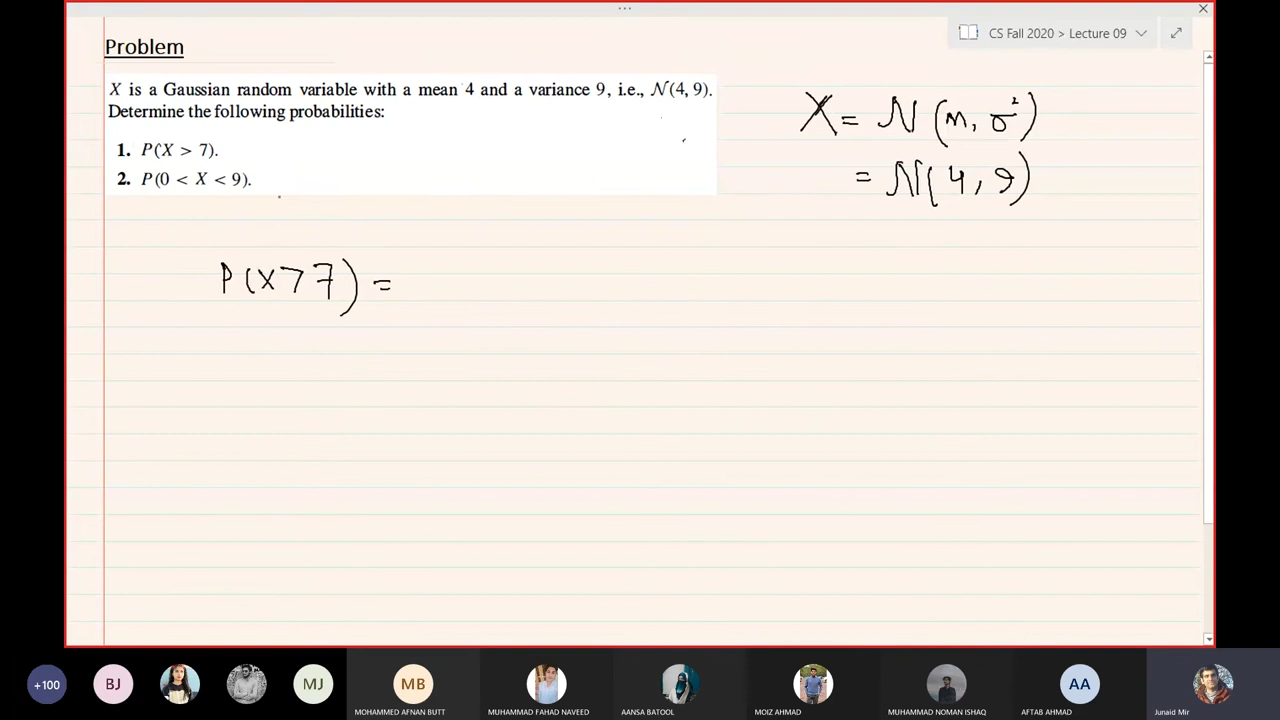 CS Fall 2020 > Lecture 09
Problem
X is a Gaussian random variable with a mean 4 and a variance 9, i.e., 𝒩(4, 9).
Determine the following probabilities:
1. P(X > 7).
2. P(0 < X < 9).
X = N(m, σ²)
= N(4, 9)
P(X>7) =
+100
BJ
MJ
MB
MOHAMMED AFNAN BUTT
MUHAMMAD FAHAD NAVEED
AANSA BATOOL
MOIZ AHMAD
MUHAMMAD NOMAN ISHAQ
AA
AFTAB AHMAD
Junaid Mir